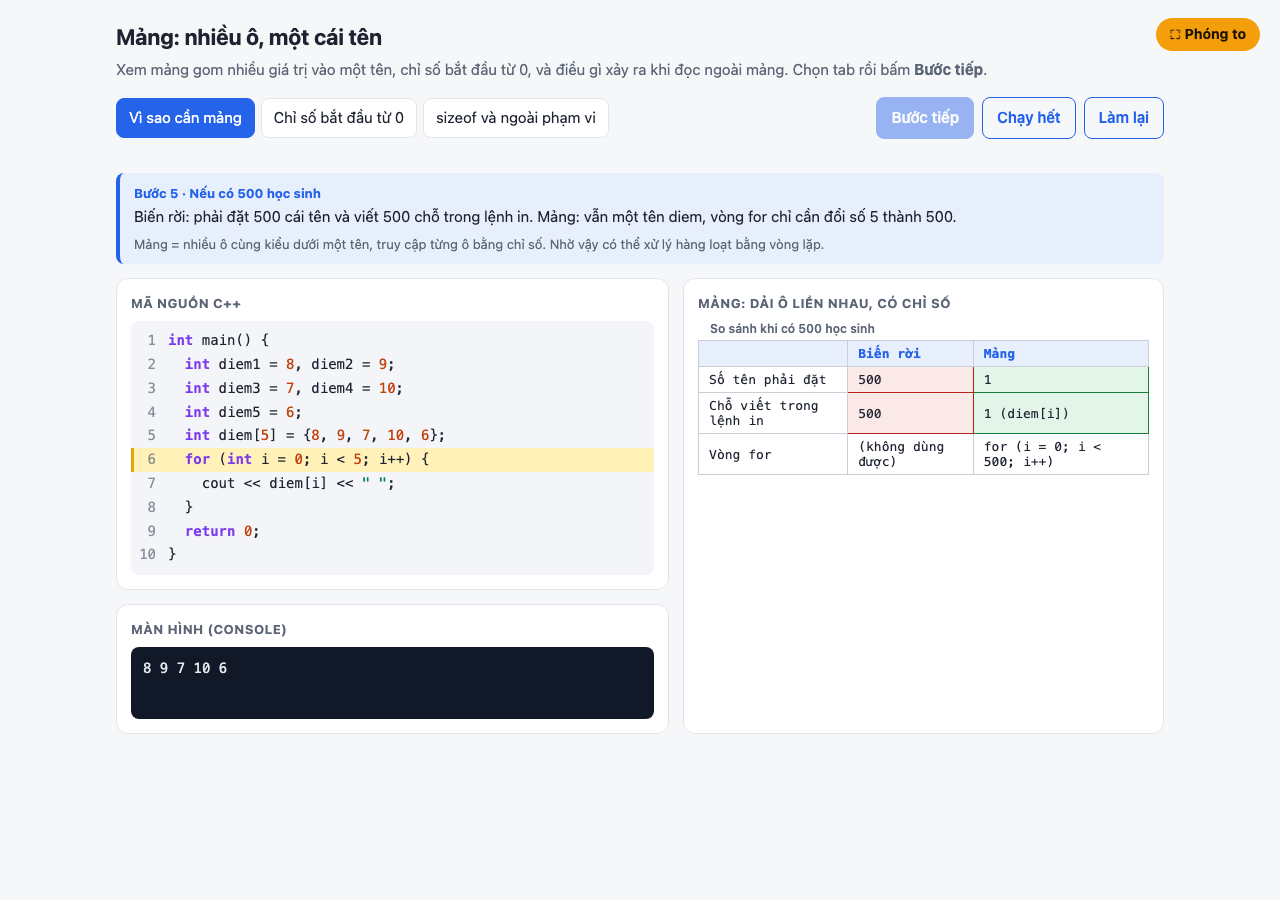 Mảng: nhiều ô, một cái tên
⛶ Phóng to
Xem mảng gom nhiều giá trị vào một tên, chỉ số bắt đầu từ 0, và điều gì xảy ra khi đọc ngoài mảng. Chọn tab rồi bấm Bước tiếp.
Vì sao cần mảng
Chỉ số bắt đầu từ 0
sizeof và ngoài phạm vi
Bước tiếp
Chạy hết
Làm lại
Bước 5 · Nếu có 500 học sinh
Biến rời: phải đặt 500 cái tên và viết 500 chỗ trong lệnh in. Mảng: vẫn một tên diem, vòng for chỉ cần đổi số 5 thành 500.
Mảng = nhiều ô cùng kiểu dưới một tên, truy cập từng ô bằng chỉ số. Nhờ vậy có thể xử lý hàng loạt bằng vòng lặp.
MÃ NGUỒN C++
1 int main() {
2   int diem1 = 8, diem2 = 9;
3   int diem3 = 7, diem4 = 10;
4   int diem5 = 6;
5   int diem[5] = {8, 9, 7, 10, 6};
6   for (int i = 0; i < 5; i++) {
7     cout << diem[i] << " ";
8   }
9   return 0;
10 }
MÀN HÌNH (CONSOLE)
8 9 7 10 6
MẢNG: DẢI Ô LIỀN NHAU, CÓ CHỈ SỐ
So sánh khi có 500 học sinh
Biến rời
Mảng
Số tên phải đặt
500
1
Chỗ viết trong
lệnh in
500
1 (diem[i])
Vòng for
(không dùng
được)
for (i = 0; i <
500; i++)